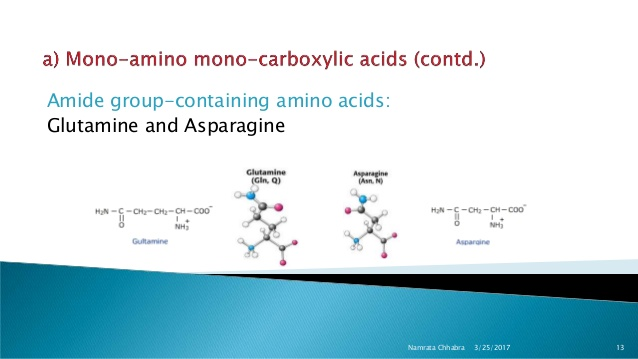 a) Mono-amino mono-carboxylic acids (contd.)
Amide group-containing amino acids:
Glutamine and Asparagine
Glutamine
(Gln, Q)
Asparagine
(Asn, N)
H₂N — C — CH₂— CH₂— CH — COO⁻
O
+
NH₃
Gultamine
H₂N — C — CH₂ — CH — COO⁻
O
+
NH₃
Aspargine
Namrata Chhabra 3/25/2017 13